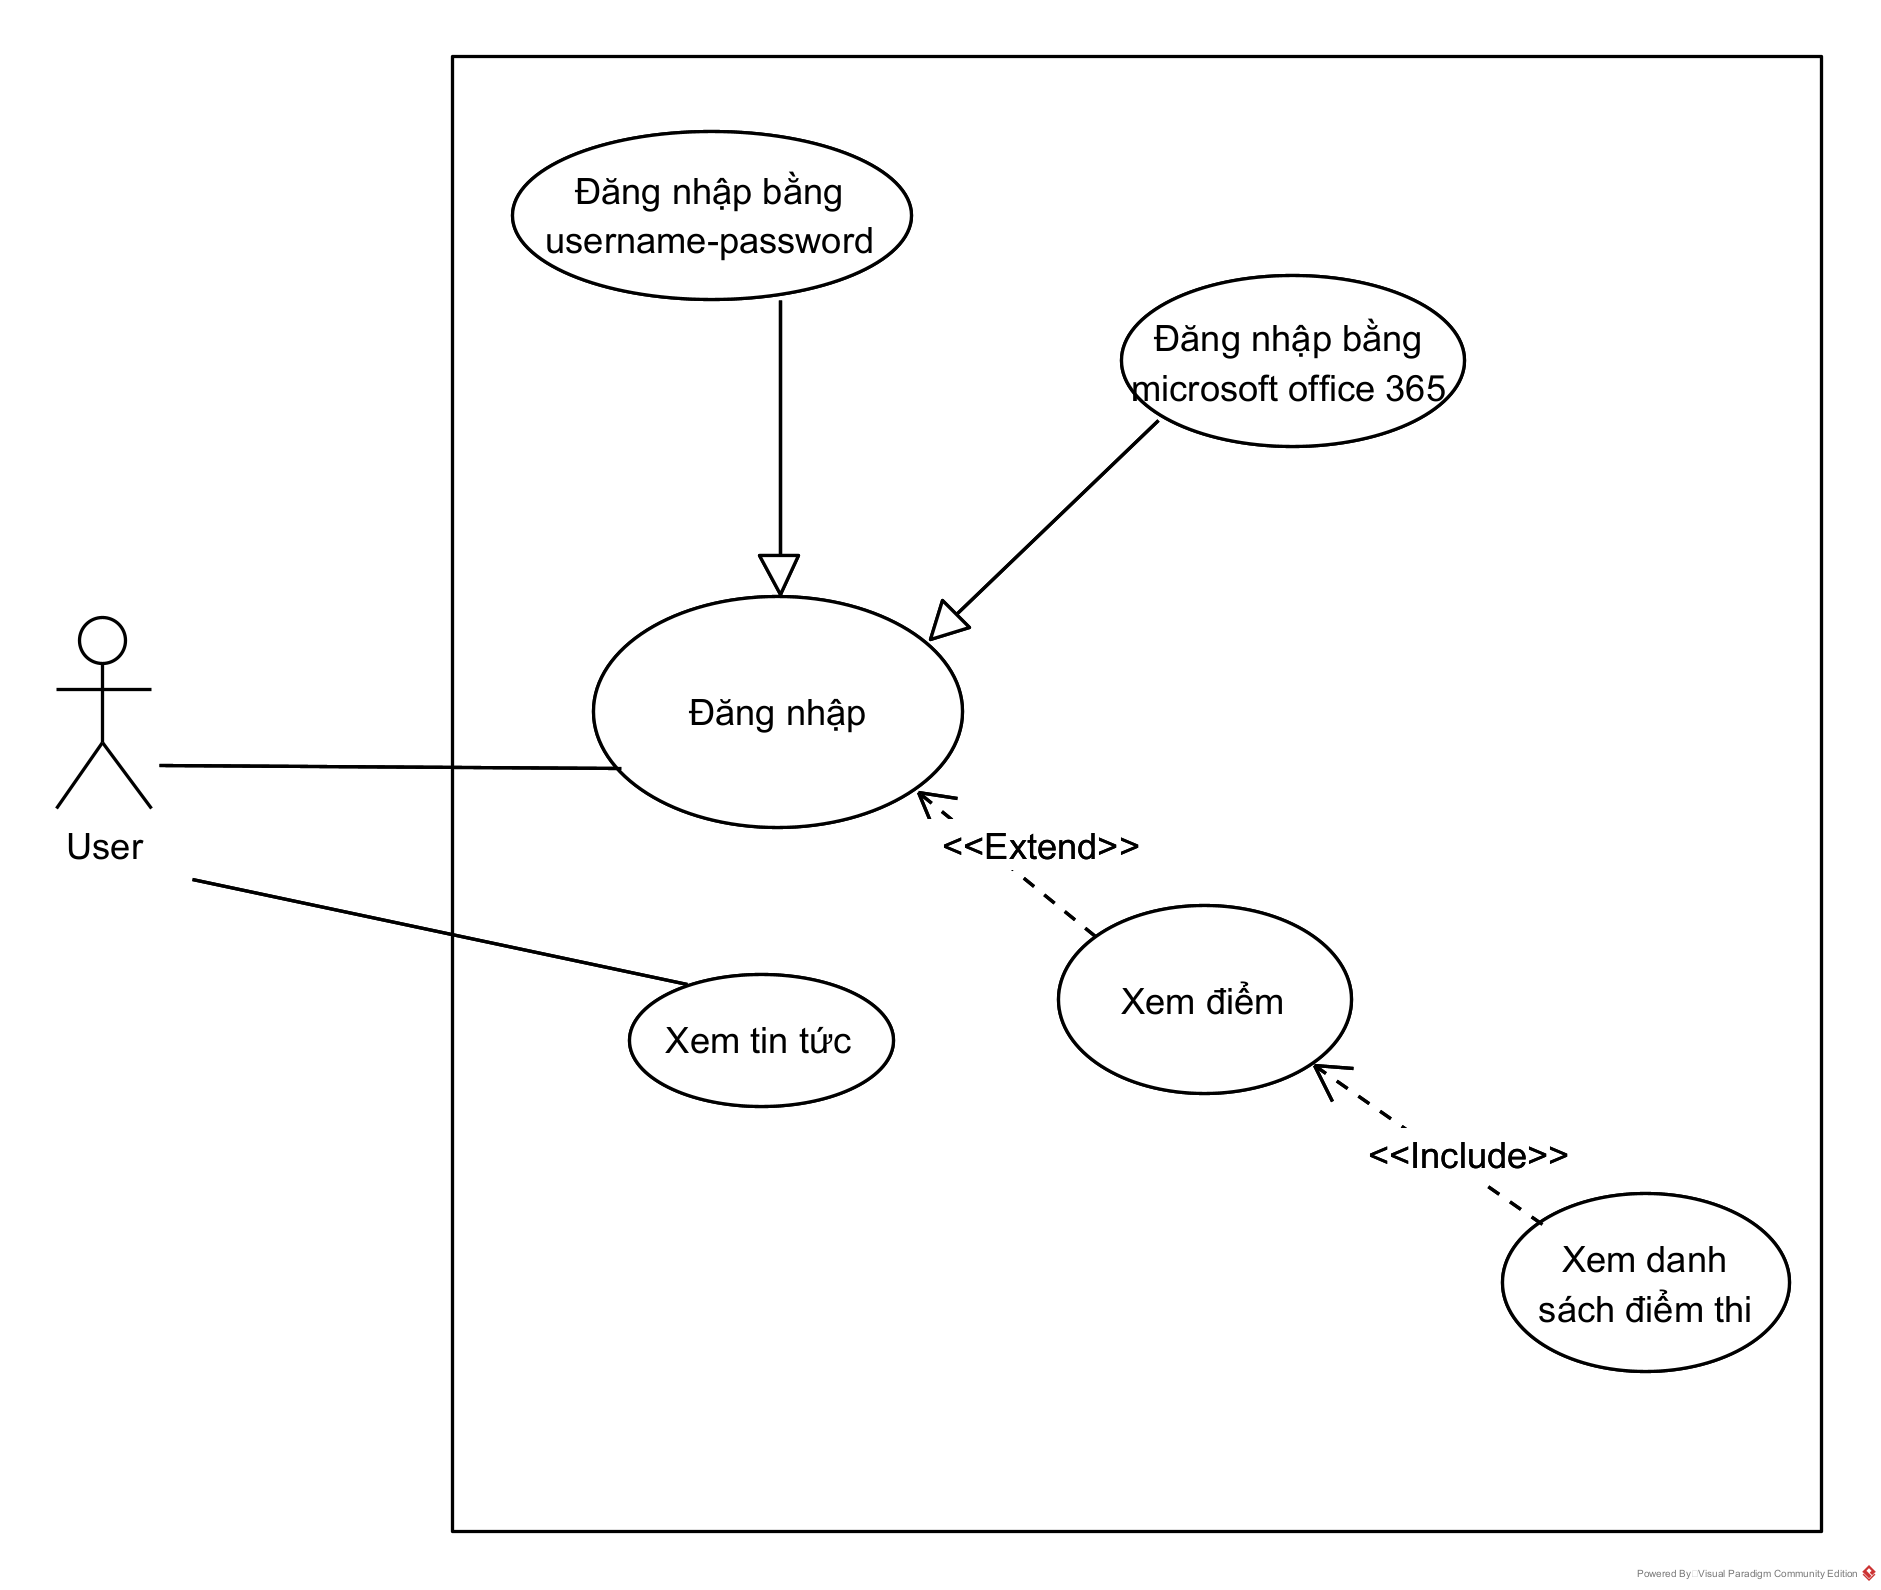 Đăng nhập bằng
username-password
Đăng nhập bằng
microsoft office 365
Đăng nhập
User
<<Extend>>
Xem điểm
Xem tin tức
<<Include>>
Xem danh
sách điểm thi
Powered By Visual Paradigm Community Edition